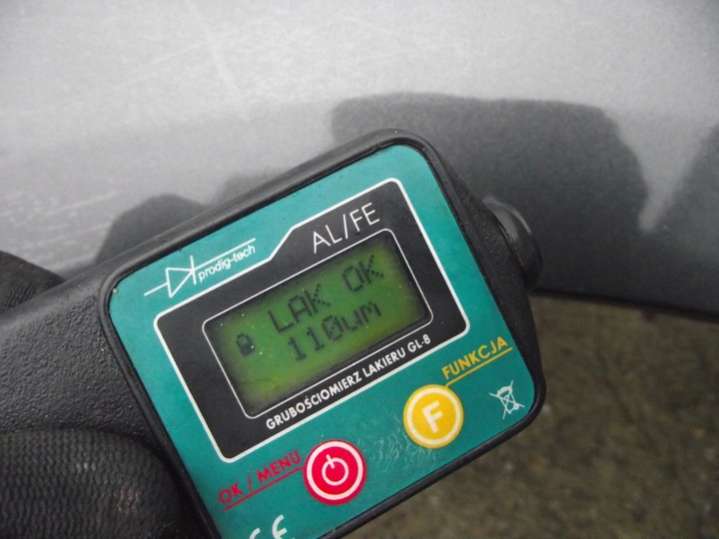 prodig-tech
AL/FE
LAK OK
110um
GRUBOŚCIOMIERZ LAKIERU GL-8
FUNKCJA
F
OK / MENU
CE